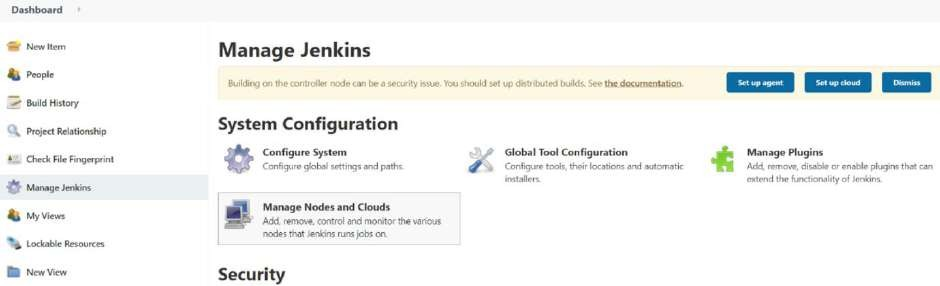 Dashboard
New Item
People
Build History
Project Relationship
Check File Fingerprint
Manage Jenkins
My Views
Lockable Resources
New View
Manage Jenkins
Building on the controller node can be a security issue. You should set up distributed builds. See the documentation.
Set up agent
Set up cloud
Dismiss
System Configuration
Configure System
Configure global settings and paths.
Global Tool Configuration
Configure tools, their locations and automatic
installers.
Manage Plugins
Add, remove, disable or enable plugins that can
extend the functionality of Jenkins.
Manage Nodes and Clouds
Add, remove, control and monitor the various
nodes that Jenkins runs jobs on.
Security